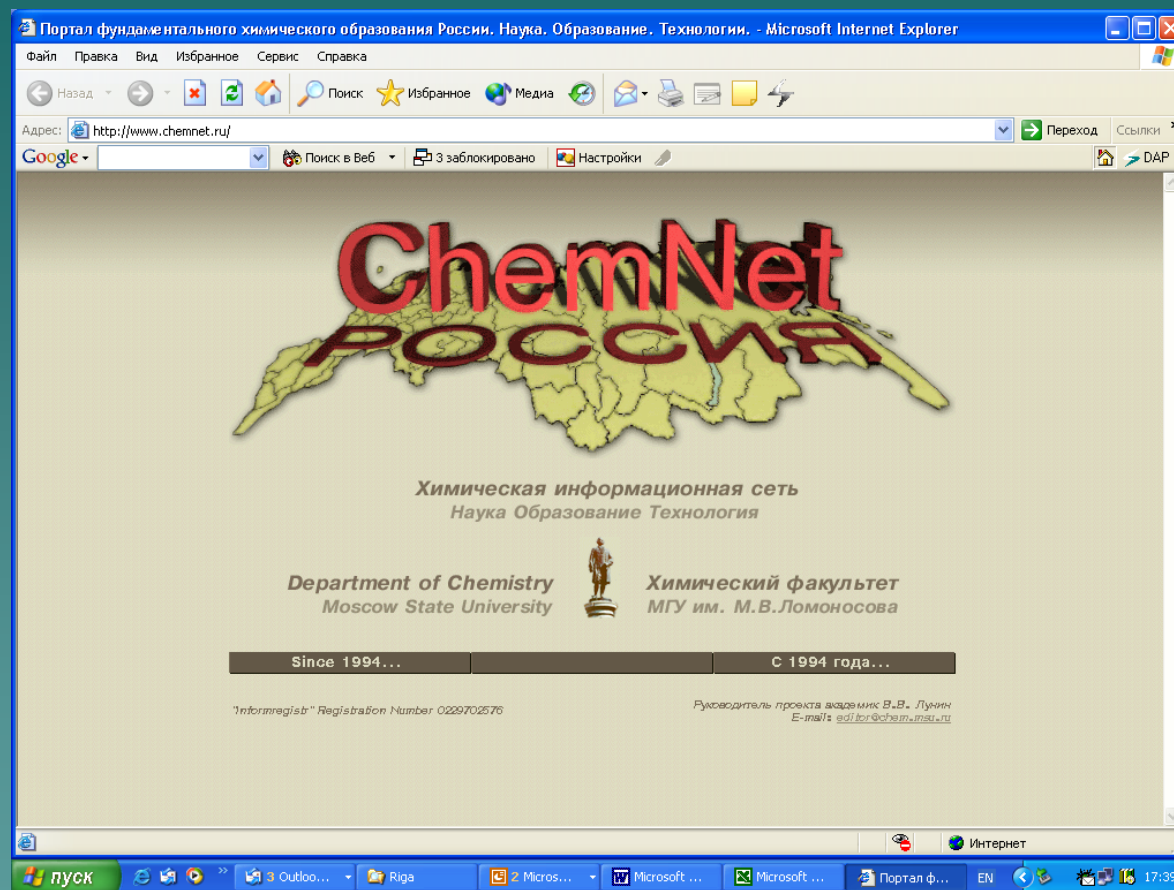 Портал фундаментального химического образования России. Наука. Образование. Технологии. - Microsoft Internet Explorer
Файл Правка Вид Избранное Сервис Справка
Назад Поиск Избранное Медиа
Адрес: http://www.chemnet.ru/ Переход Ссылки
Google Поиск в Веб 3 заблокировано Настройки DAP
ChemNet
РОССИЯ
Химическая информационная сеть
Наука Образование Технология
Department of Chemistry Химический факультет
Moscow State University МГУ им. М.В.Ломоносова
Since 1994... С 1994 года...
"Informregistr" Registration Number 0229702576 Руководитель проекта академик В.В. Лунин
E-mail: editor@chem.msu.ru
Интернет
пуск 3 Outloo... Riga 2 Micros... Microsoft ... Microsoft ... Портал ф... EN 17:39